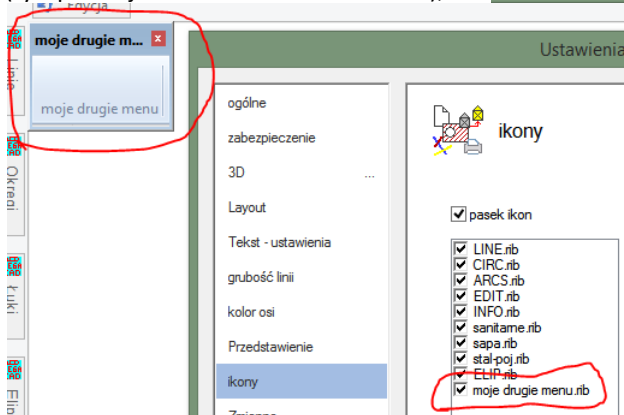 Edycja
moje drugie m...
moje drugie menu
Linie
Okręgi
Łuki
Ustawienia
ogólne
zabezpieczenie
3D ...
Layout
Tekst - ustawienia
grubość linii
kolor osi
Przedstawienie
ikony
Zmienne
ikony
pasek ikon
LINE.rib
CIRC.rib
ARCS.rib
EDIT.rib
INFO.rib
sanitarne.rib
sapa.rib
stal-poj.rib
ELIP.rib
moje drugie menu.rib